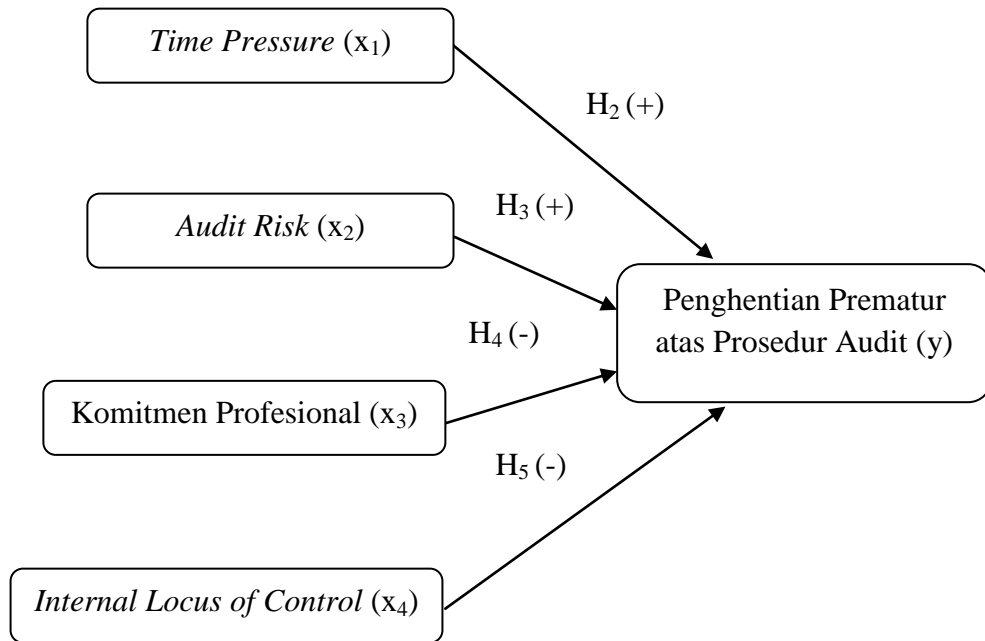 Time Pressure (x₁)
H₂ (+)
H₃ (+)
Audit Risk (x₂)
Penghentian Prematur
atas Prosedur Audit (y)
H₄ (-)
Komitmen Profesional (x₃)
H₅ (-)
Internal Locus of Control (x₄)